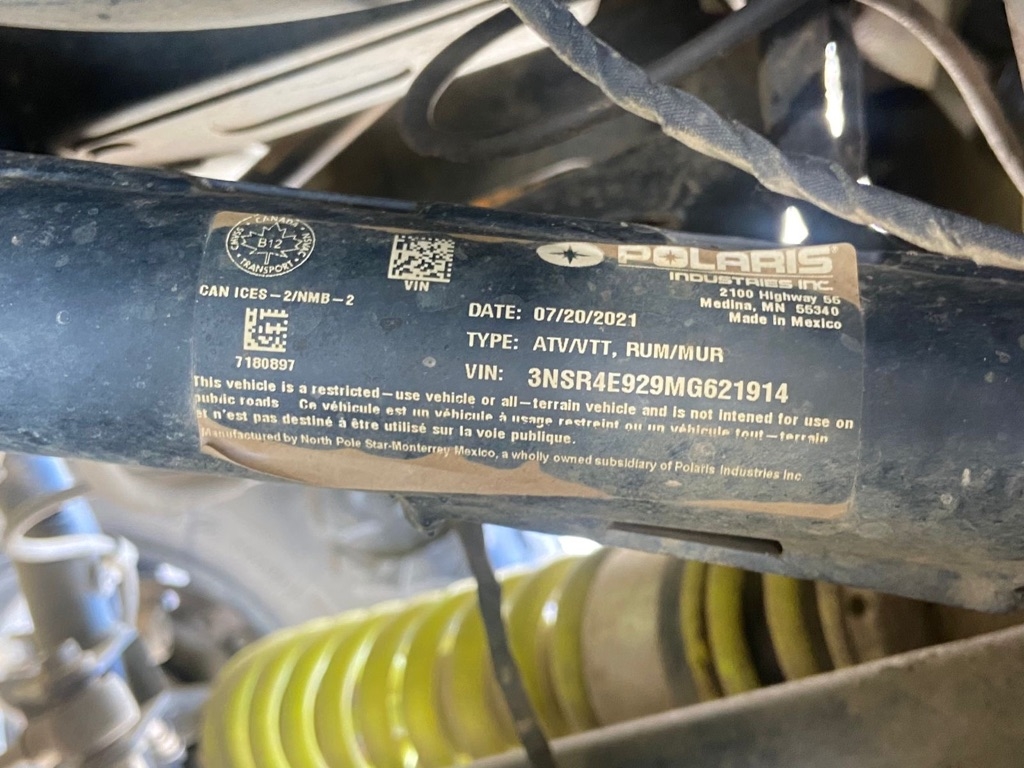 CANADA
CMVSS NSVAC
B12
TRANSPORT
VIN
POLARIS
INDUSTRIES INC.
2100 Highway 55
Medina, MN 55340
Made in Mexico
CAN ICES-2/NMB-2
7180897
DATE: 07/20/2021
TYPE: ATV/VTT, RUM/MUR
VIN: 3NSR4E929MG621914
This vehicle is a restricted-use vehicle or all-terrain vehicle and is not Intened for use on
public roads Ce véhicule est un véhicule à usage restreint ou un véhicule tout-terrain
et n'est pas destiné à être utilisé sur la voie publique.
Manufactured by North Pole Star-Monterrey Mexico, a wholly owned subsidiary of Polaris Industries Inc